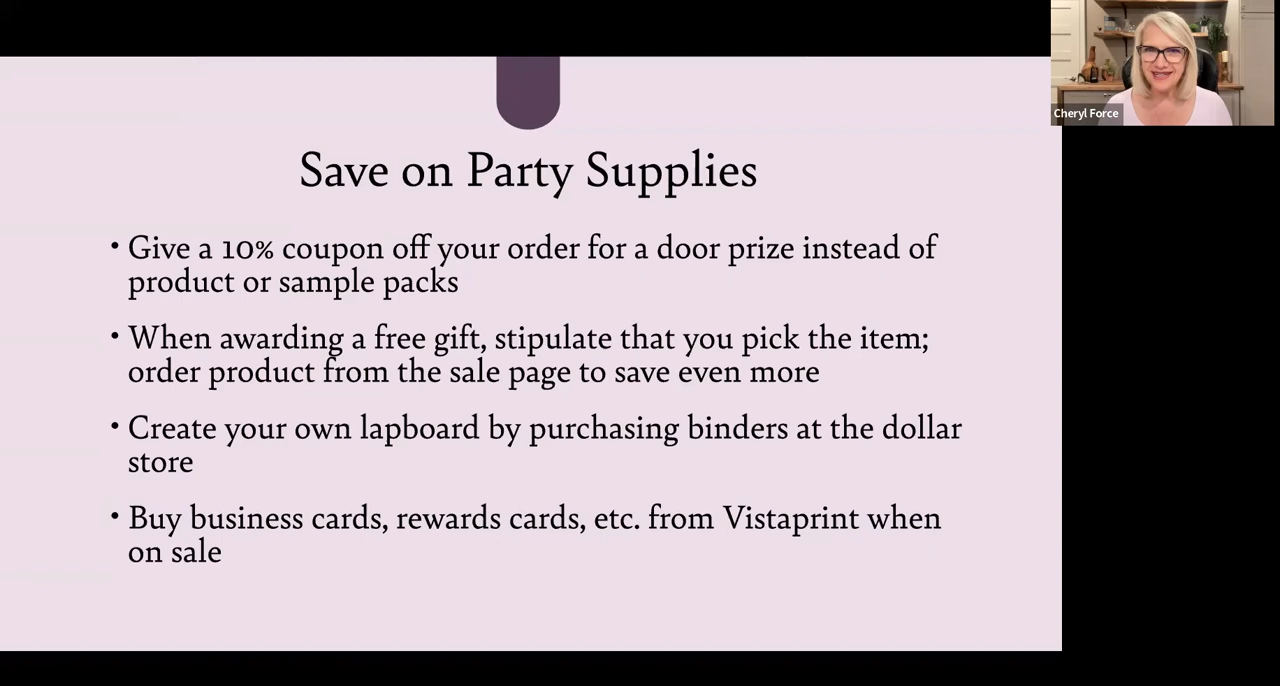 Save on Party Supplies
• Give a 10% coupon off your order for a door prize instead of
product or sample packs
• When awarding a free gift, stipulate that you pick the item;
order product from the sale page to save even more
• Create your own lapboard by purchasing binders at the dollar
store
• Buy business cards, rewards cards, etc. from Vistaprint when
on sale
Cheryl Force